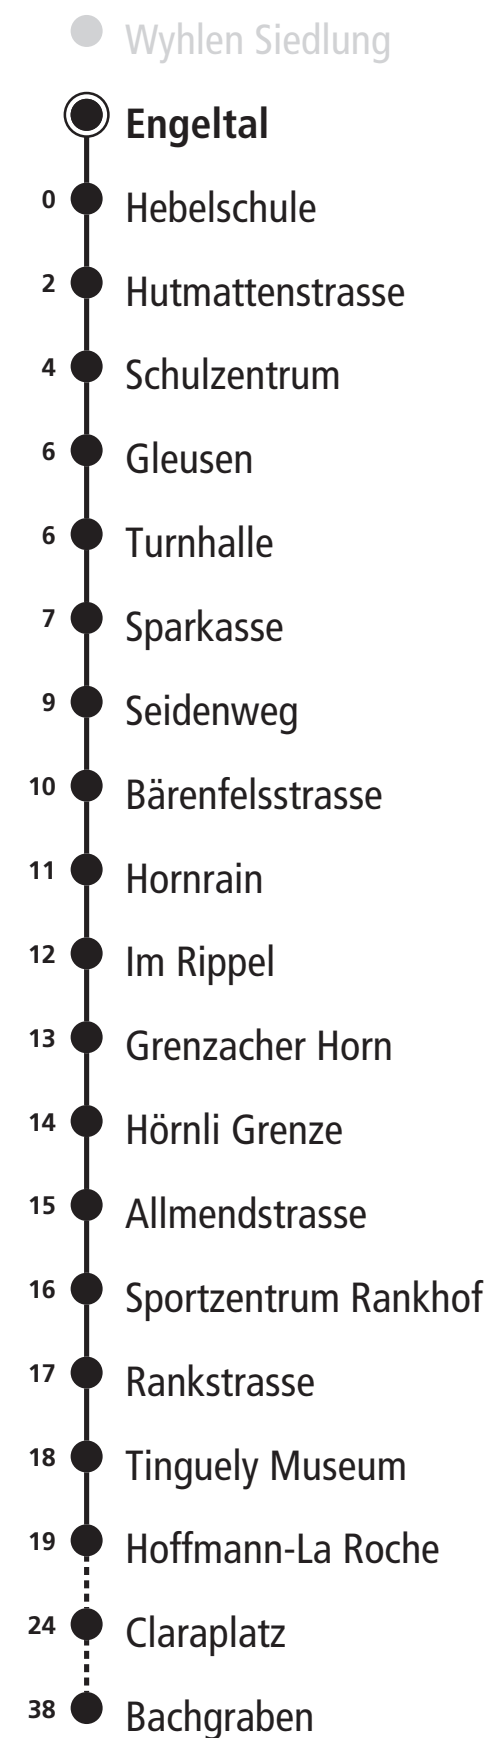 Wyhlen Siedlung
Engeltal
0 Hebelschule
2 Hutmattenstrasse
4 Schulzentrum
6 Gleusen
6 Turnhalle
7 Sparkasse
9 Seidenweg
10 Bärenfelsstrasse
11 Hornrain
12 Im Rippel
13 Grenzacher Horn
14 Hörnli Grenze
15 Allmendstrasse
16 Sportzentrum Rankhof
17 Rankstrasse
18 Tinguely Museum
19 Hoffmann-La Roche
24 Claraplatz
38 Bachgraben